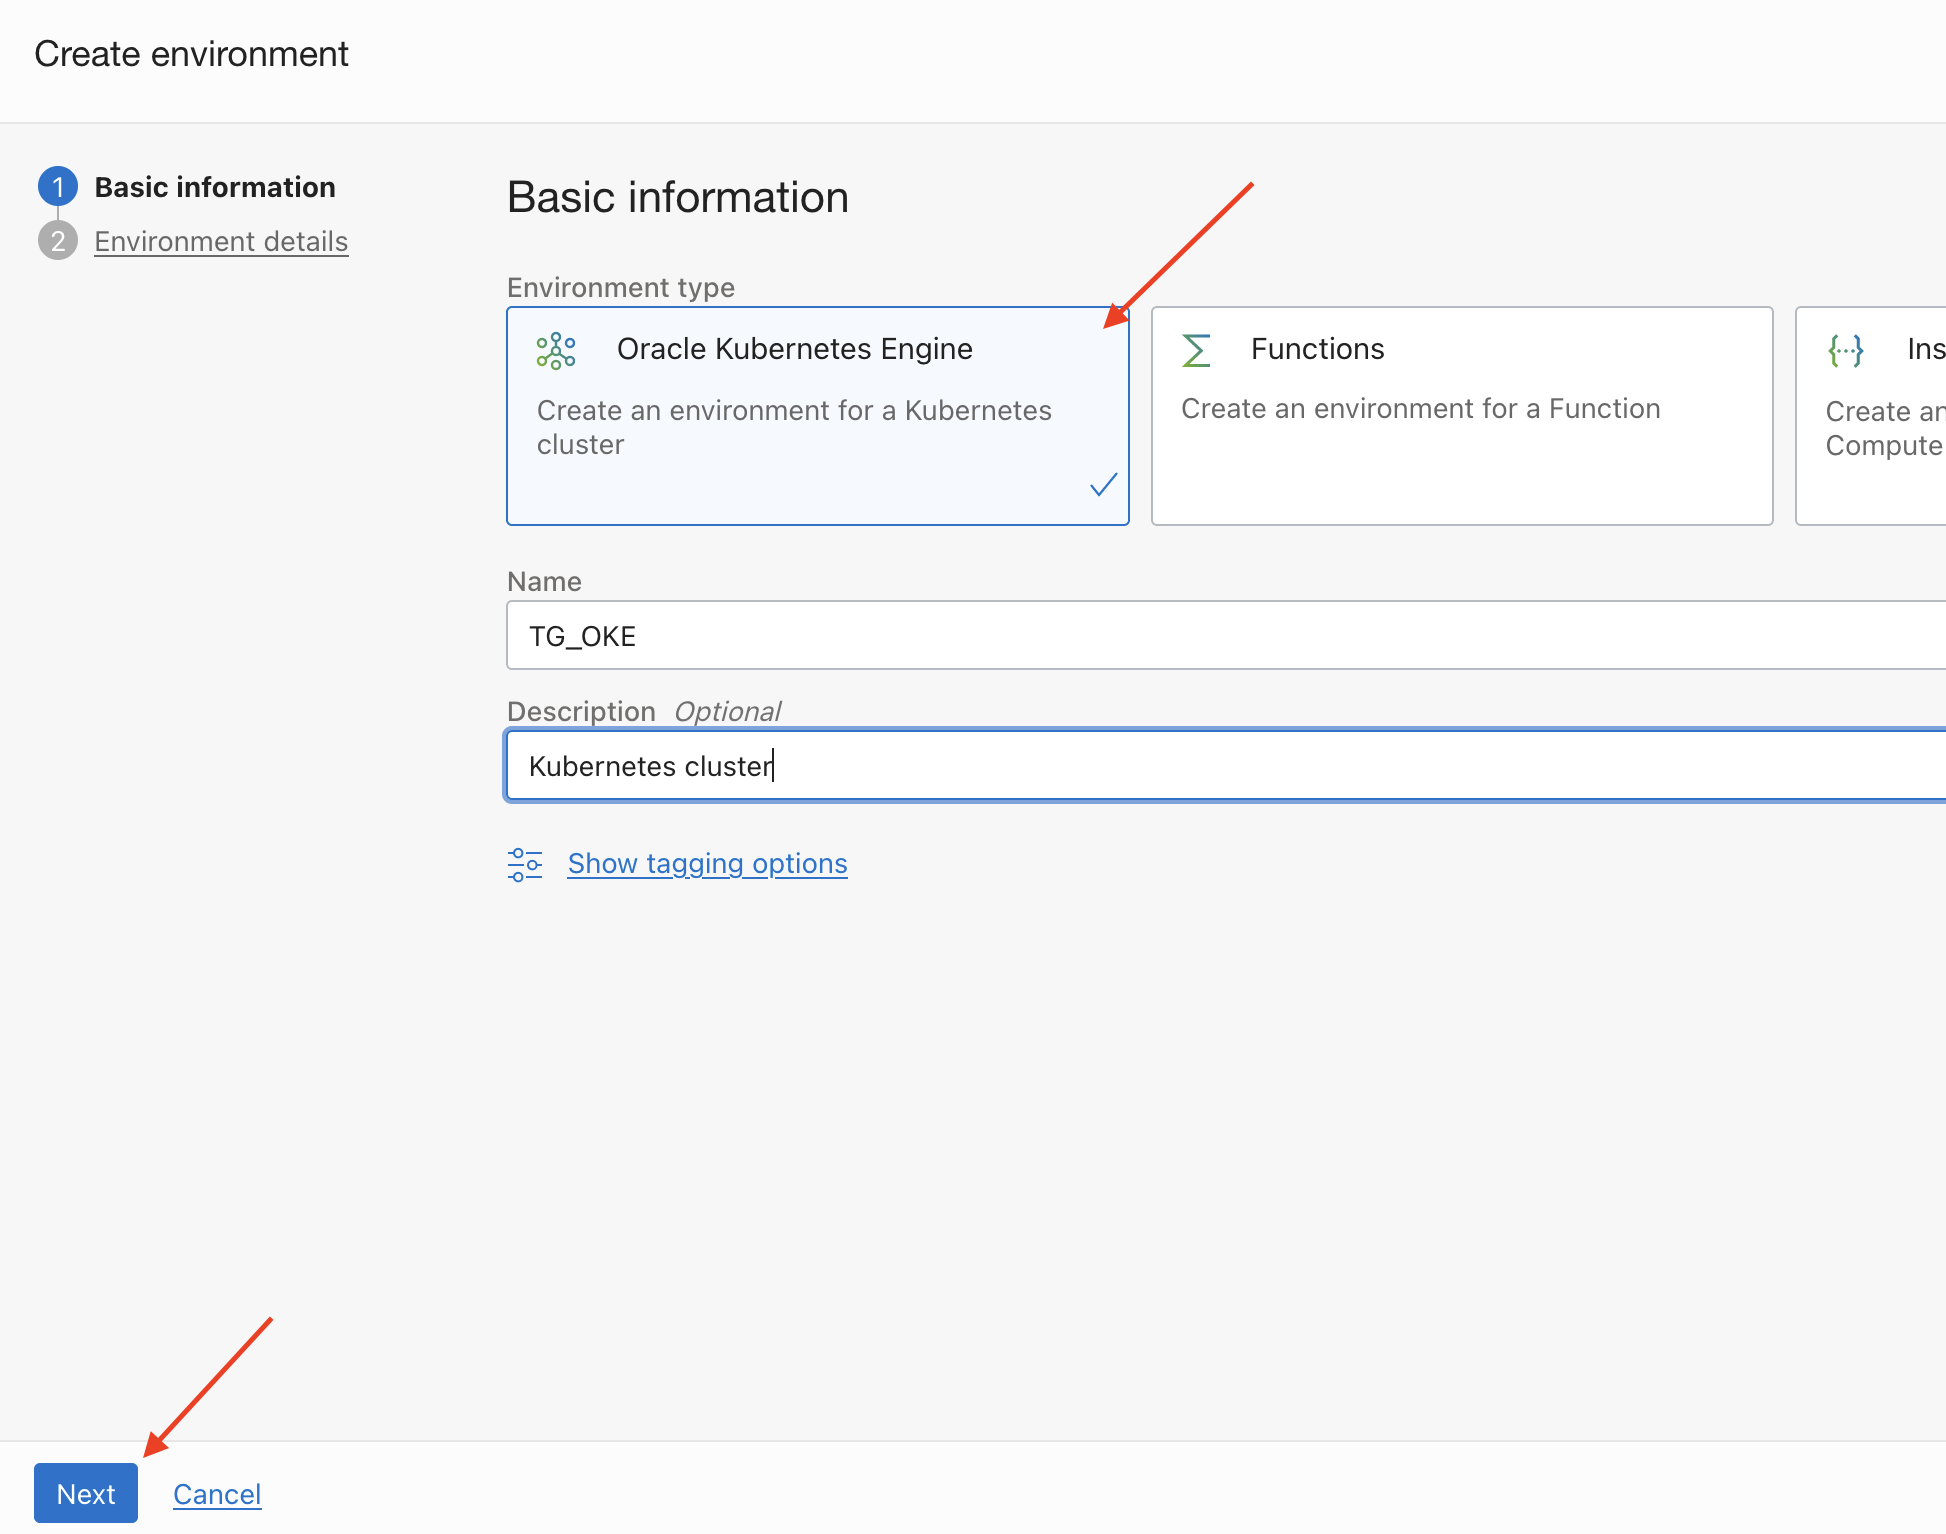 Create environment
1 Basic information
2 Environment details
Basic information
Environment type
Oracle Kubernetes Engine
Create an environment for a Kubernetes
cluster
Functions
Create an environment for a Function
Ins
Create an
Compute
Name
TG_OKE
Description Optional
Kubernetes cluster
Show tagging options
Next Cancel